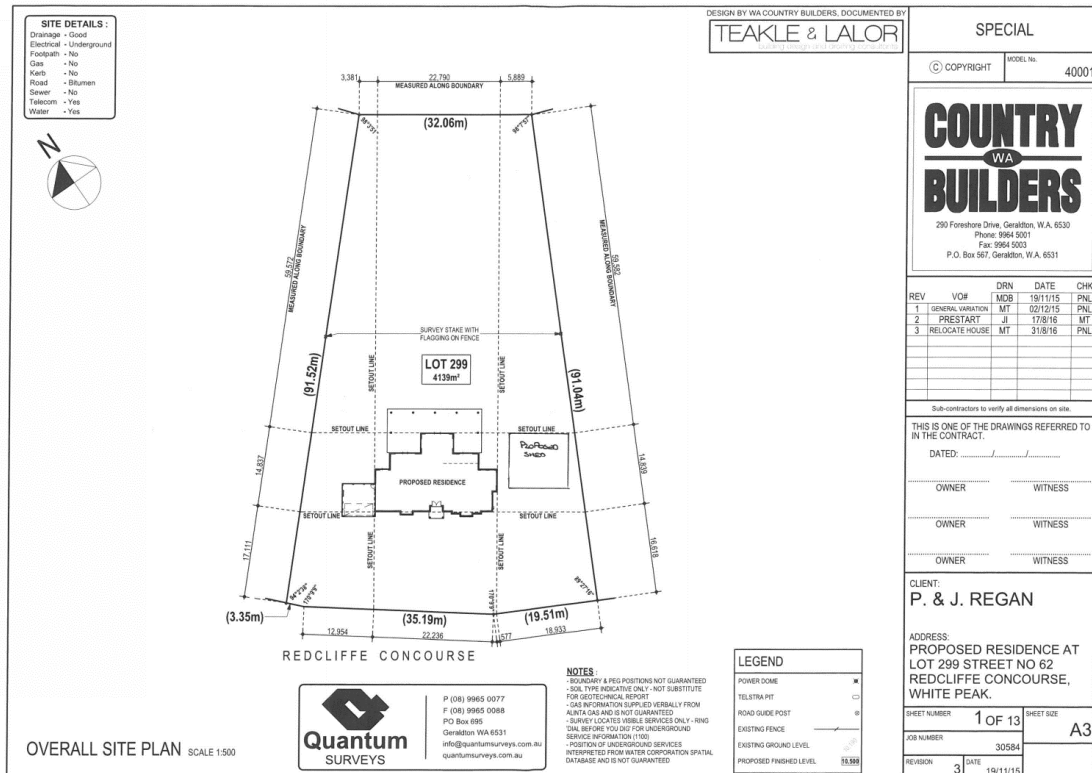 SITE DETAILS :
Drainage - Good
Electrical - Underground
Footpath - No
Gas - No
Kerb - No
Road - Bitumen
Sewer - No
Telecom - Yes
Water - Yes
N
DESIGN BY WA COUNTRY BUILDERS, DOCUMENTED BY
TEAKLE & LALOR
building design and drafting consultants
3,381 22,790 5,889
MEASURED ALONG BOUNDARY
(32.06m)
59,572
MEASURED ALONG BOUNDARY
59,582
MEASURED ALONG BOUNDARY
SURVEY STAKE WITH
FLAGGING ON FENCE
LOT 299
4139m²
(91.52m)
(91.04m)
SETOUT LINE
SETOUT LINE
SETOUT LINE
SETOUT LINE
PROPOSED
SHED
PROPOSED RESIDENCE
14,837
14,839
SETOUT LINE
SETOUT LINE
SETOUT LINE
SETOUT LINE
17,111
16,618
(3.35m)
(35.19m)
(19.51m)
12,954 22,236 577 18,933
REDCLIFFE CONCOURSE
Quantum
SURVEYS
P (08) 9965 0077
F (08) 9965 0088
PO Box 695
Geraldton WA 6531
info@quantumsurveys.com.au
quantumsurveys.com.au
NOTES :
- BOUNDARY & PEG POSITIONS NOT GUARANTEED
- SOIL TYPE INDICATIVE ONLY - NOT SUBSTITUTE
FOR GEOTECHNICAL REPORT
- GAS INFORMATION SUPPLIED VERBALLY FROM
ALINTA GAS AND IS NOT GUARANTEED
- SURVEY LOCATES VISIBLE SERVICES ONLY - RING
'DIAL BEFORE YOU DIG' FOR UNDERGROUND
SERVICE INFORMATION (1100)
- POSITION OF UNDERGROUND SERVICES
INTERPRETED FROM WATER CORPORATION SPATIAL
DATABASE AND IS NOT GUARANTEED
LEGEND
POWER DOME
TELSTRA PIT
ROAD GUIDE POST
EXISTING FENCE
EXISTING GROUND LEVEL
PROPOSED FINISHED LEVEL 10.500
OVERALL SITE PLAN SCALE 1:500
SPECIAL
© COPYRIGHT
MODEL No.
40001
COUNTRY
WA
BUILDERS
290 Foreshore Drive, Geraldton, W.A. 6530
Phone: 9964 5001
Fax: 9964 5003
P.O. Box 567, Geraldton, W.A. 6531
REV VO# DRN DATE CHK
MDB 19/11/15 PNL
1 GENERAL VARIATION MT 02/12/15 PNL
2 PRESTART JI 17/8/16 MT
3 RELOCATE HOUSE MT 31/8/16 PNL
Sub-contractors to verify all dimensions on site.
THIS IS ONE OF THE DRAWINGS REFERRED TO
IN THE CONTRACT.
DATED: ........../........../..........
OWNER WITNESS
OWNER WITNESS
OWNER WITNESS
CLIENT:
P. & J. REGAN
ADDRESS:
PROPOSED RESIDENCE AT
LOT 299 STREET NO 62
REDCLIFFE CONCOURSE,
WHITE PEAK.
SHEET NUMBER 1 OF 13
SHEET SIZE A3
JOB NUMBER
30584
REVISION 3
DATE 19/11/15